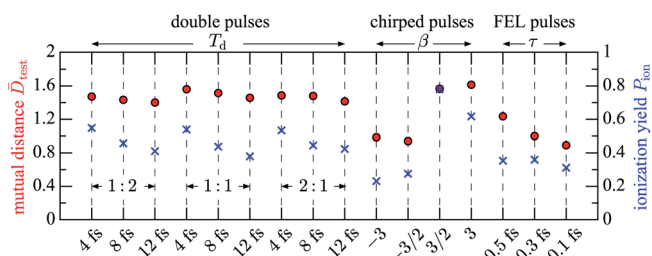 double pulses chirped pulses FEL pulses
T_d β τ
2 1
1.6 0.8
1.2 0.6
0.8 0.4
0.4 0.2
0 0
mutual distance D̄_test
ionization yield P_ion
1 : 2 1 : 1 2 : 1
4 fs 8 fs 12 fs 4 fs 8 fs 12 fs 4 fs 8 fs 12 fs −3 −3/2 3/2 3 0.5 fs 0.3 fs 0.1 fs